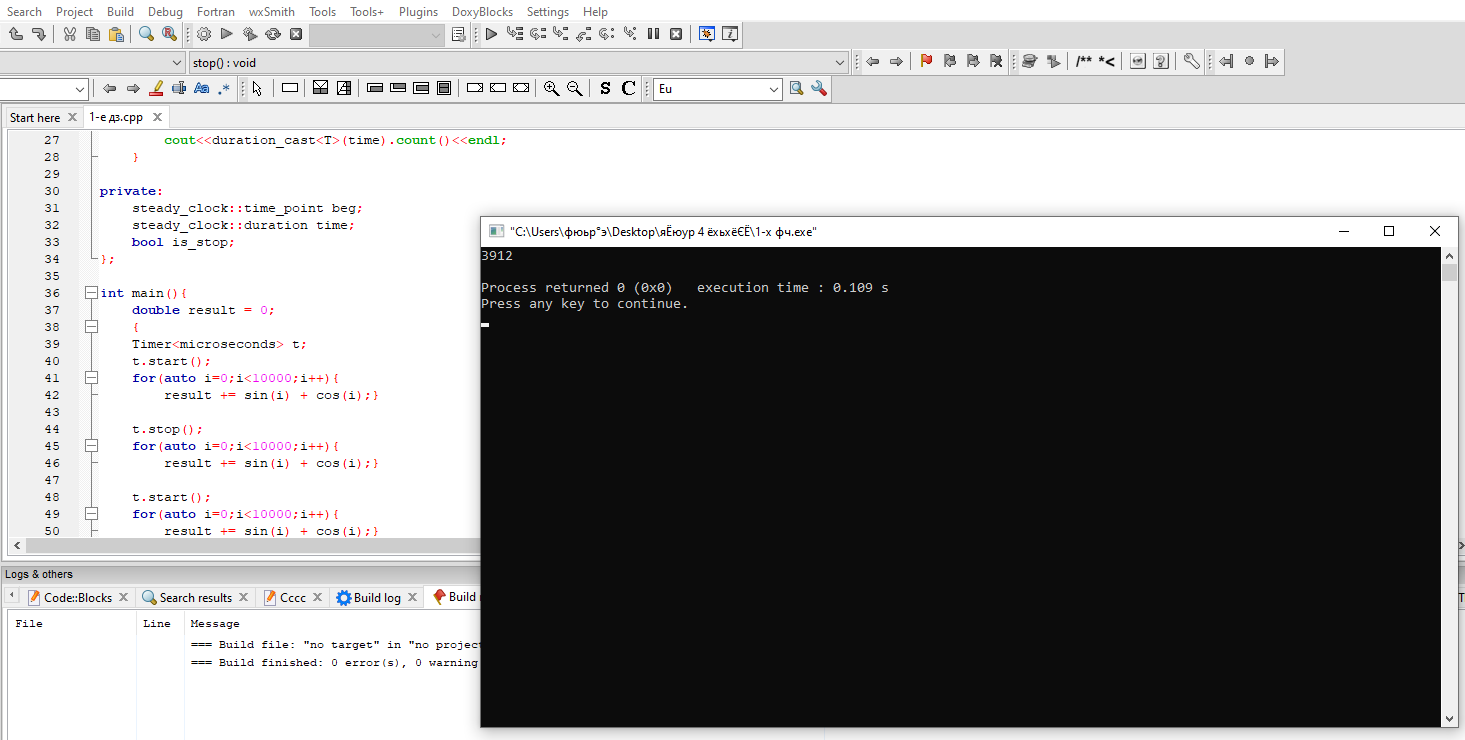 Search Project Build Debug Fortran wxSmith Tools Tools+ Plugins DoxyBlocks Settings Help
stop() : void
/** *<
Aa .*
S C
Eu
Start here
1-е дз.cpp
27 cout<<duration_cast<T>(time).count()<<endl;
28 }
29
30 private:
31 steady_clock::time_point beg;
32 steady_clock::duration time;
33 bool is_stop;
34 };
35
36 int main(){
37 double result = 0;
38 {
39 Timer<microseconds> t;
40 t.start();
41 for(auto i=0;i<10000;i++){
42 result += sin(i) + cos(i);}
43
44 t.stop();
45 for(auto i=0;i<10000;i++){
46 result += sin(i) + cos(i);}
47
48 t.start();
49 for(auto i=0;i<10000;i++){
50 result += sin(i) + cos(i);}
"C:\Users\фюьр°э\Desktop\яЁюур 4 ёхьхёЄЁ\1-х фч.exe"
3912
Process returned 0 (0x0) execution time : 0.109 s
Press any key to continue.
Logs & others
Code::Blocks
Search results
Cccc
Build log
Build
File Line Message
=== Build file: "no target" in "no project
=== Build finished: 0 error(s), 0 warning